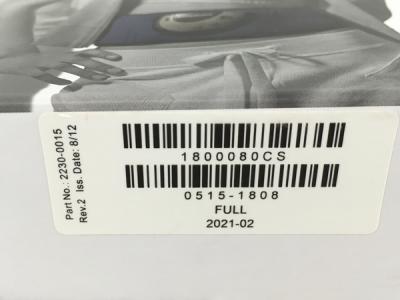 Part No.: 2230-0015
Rev.2 Iss. Date: 8/12
1800080CS
0515-1808
FULL
2021-02